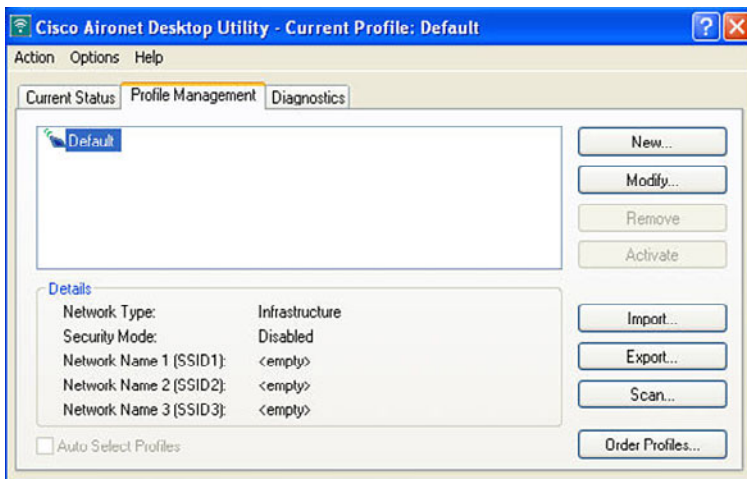 Cisco Aironet Desktop Utility - Current Profile: Default
Action Options Help
Current Status Profile Management Diagnostics
Default
New...
Modify...
Remove
Activate
Details
Network Type: Infrastructure
Security Mode: Disabled
Network Name 1 (SSID1): <empty>
Network Name 2 (SSID2): <empty>
Network Name 3 (SSID3): <empty>
Import...
Export...
Scan...
Auto Select Profiles
Order Profiles...